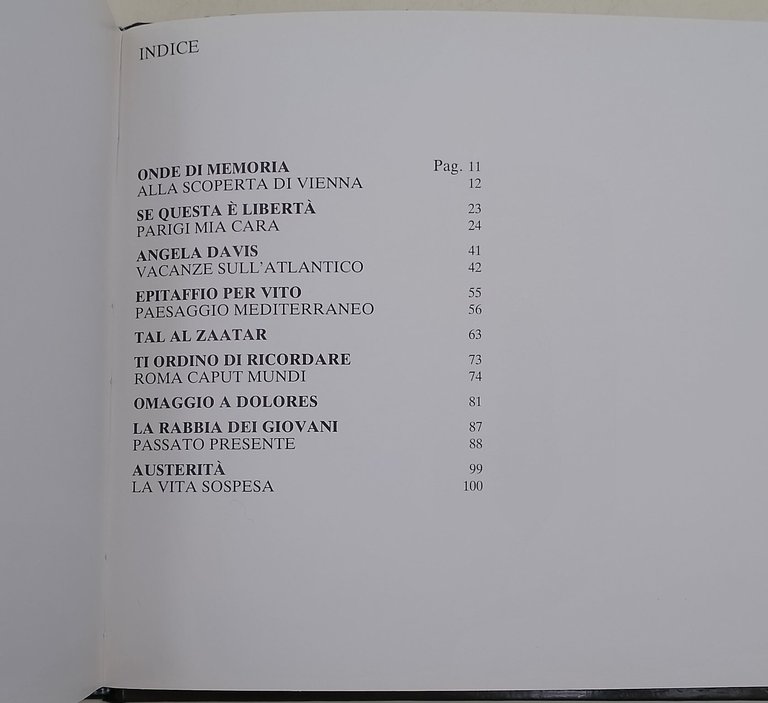 INDICE
ONDE DI MEMORIA Pag. 11
ALLA SCOPERTA DI VIENNA 12
SE QUESTA È LIBERTÀ 23
PARIGI MIA CARA 24
ANGELA DAVIS 41
VACANZE SULL'ATLANTICO 42
EPITAFFIO PER VITO 55
PAESAGGIO MEDITERRANEO 56
TAL AL ZAATAR 63
TI ORDINO DI RICORDARE 73
ROMA CAPUT MUNDI 74
OMAGGIO A DOLORES 81
LA RABBIA DEI GIOVANI 87
PASSATO PRESENTE 88
AUSTERITÀ 99
LA VITA SOSPESA 100